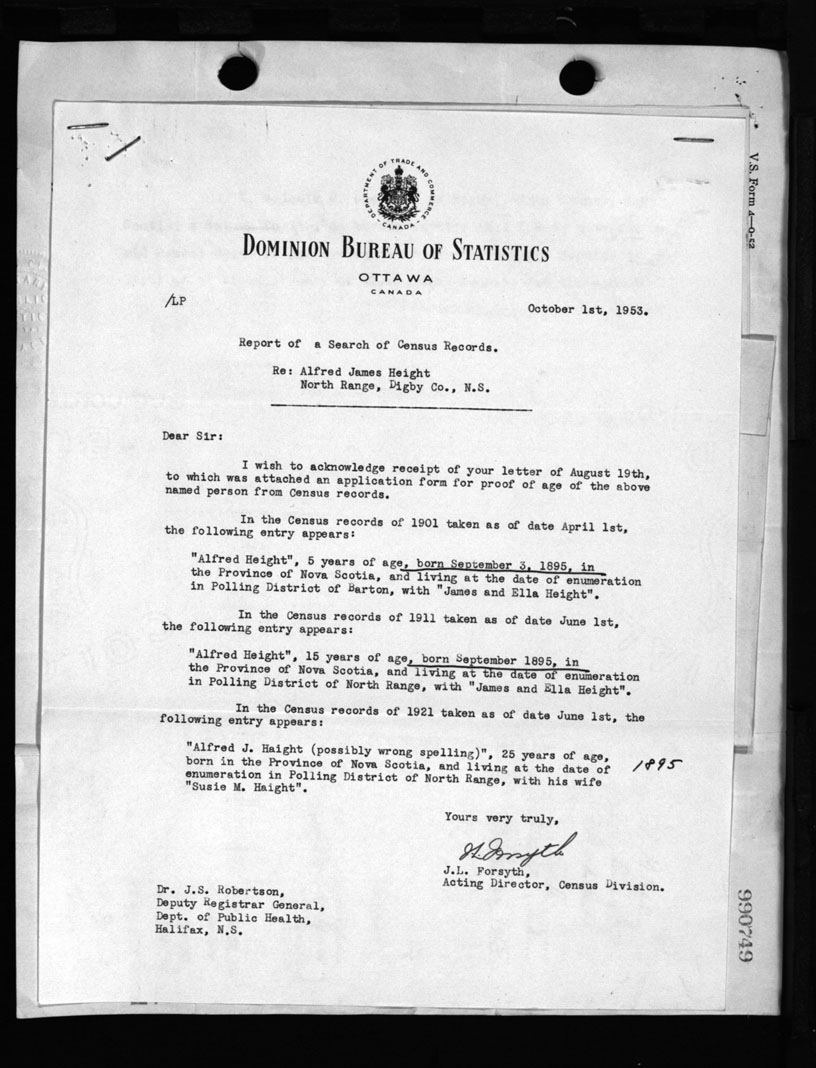 DEPARTMENT OF TRADE AND COMMERCE
CANADA
DOMINION BUREAU OF STATISTICS
OTTAWA
CANADA
/LP
October 1st, 1953.
Report of a Search of Census Records.
Re: Alfred James Height
North Range, Digby Co., N.S.
Dear Sir:
I wish to acknowledge receipt of your letter of August 19th,
to which was attached an application form for proof of age of the above
named person from Census records.
In the Census records of 1901 taken as of date April 1st,
the following entry appears:
"Alfred Height", 5 years of age, born September 3, 1895, in
the Province of Nova Scotia, and living at the date of enumeration
in Polling District of Barton, with "James and Ella Height".
In the Census records of 1911 taken as of date June 1st,
the following entry appears:
"Alfred Height", 15 years of age, born September 1895, in
the Province of Nova Scotia, and living at the date of enumeration
in Polling District of North Range, with "James and Ella Height".
In the Census records of 1921 taken as of date June 1st, the
following entry appears:
"Alfred J. Haight (possibly wrong spelling)", 25 years of age,
born in the Province of Nova Scotia, and living at the date of
enumeration in Polling District of North Range, with his wife
"Susie M. Haight".
1895
Yours very truly,
J.L. Forsyth,
Acting Director, Census Division.
Dr. J.S. Robertson,
Deputy Registrar General,
Dept. of Public Health,
Halifax, N.S.
V.S. Form 4—0-52
990749